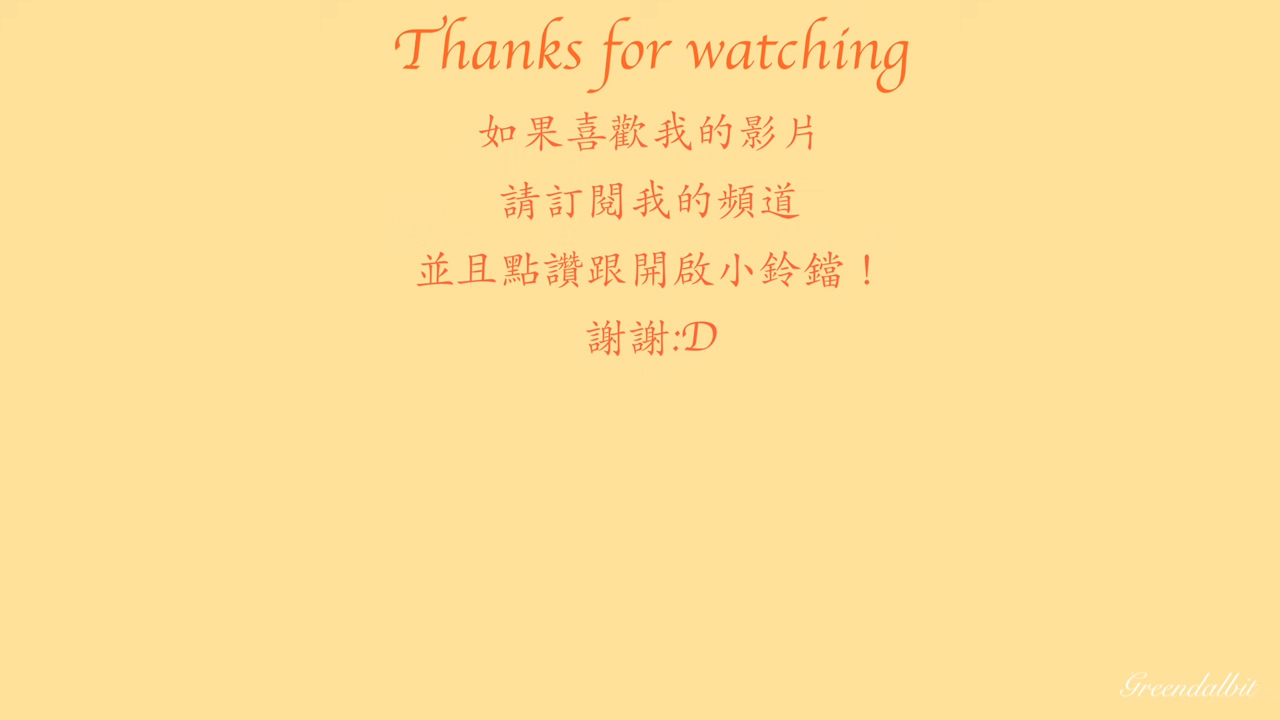 Thanks for watching
如果喜歡我的影片
請訂閱我的頻道
並且點讚跟開啟小鈴鐺！
謝謝:D
Greendalbit